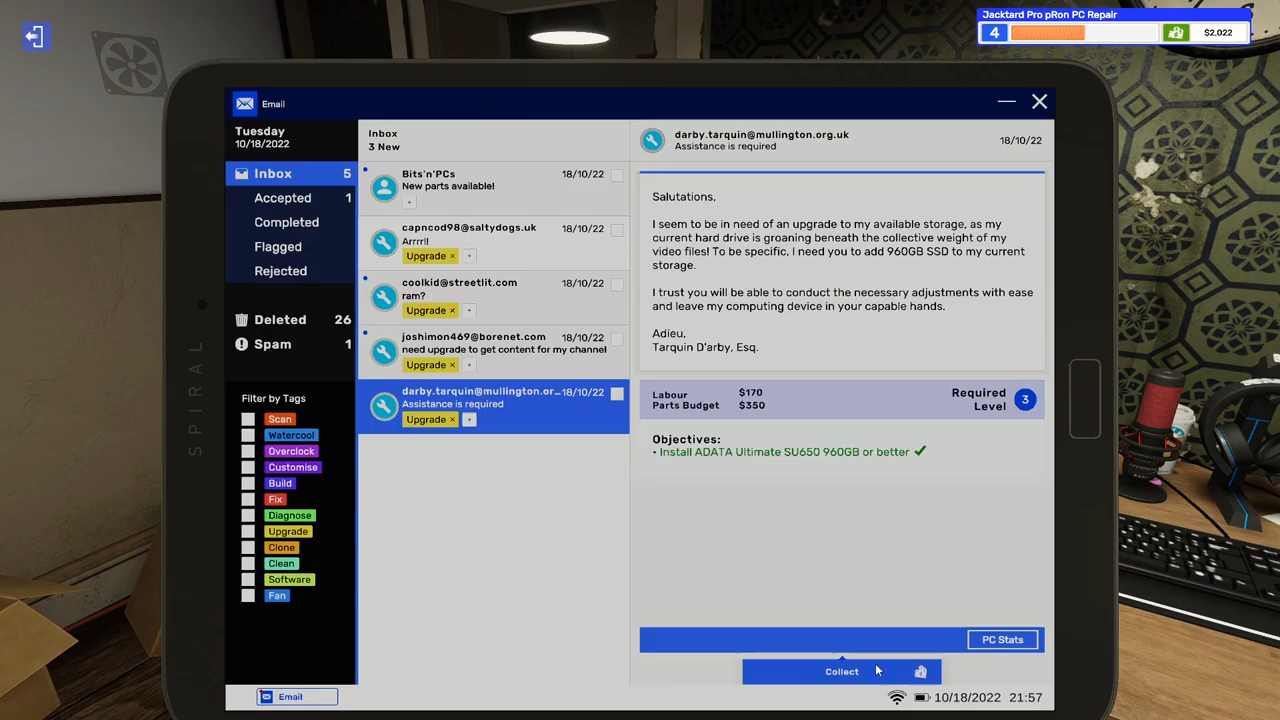 Jacktard Pro pRon PC Repair
4
$2,022
Email
Tuesday
10/18/2022
Inbox 5
Accepted 1
Completed
Flagged
Rejected
Deleted 26
Spam 1
Filter by Tags
Scan
Watercool
Overclock
Customise
Build
Fix
Diagnose
Upgrade
Clone
Clean
Software
Fan
Inbox
3 New
Bits'n'PCs 18/10/22
New parts available!
+
capncod98@saltydogs.uk 18/10/22
Arrrr!!
Upgrade × +
coolkid@streetlit.com 18/10/22
ram?
Upgrade × +
joshimon469@borenet.com 18/10/22
need upgrade to get content for my channel
Upgrade × +
darby.tarquin@mullington.or... 18/10/22
Assistance is required
Upgrade × +
darby.tarquin@mullington.org.uk 18/10/22
Assistance is required
Salutations,
I seem to be in need of an upgrade to my available storage, as my
current hard drive is groaning beneath the collective weight of my
video files! To be specific, I need you to add 960GB SSD to my current
storage.
I trust you will be able to conduct the necessary adjustments with ease
and leave my computing device in your capable hands.
Adieu,
Tarquin D'arby, Esq.
Labour $170
Parts Budget $350
Required
Level 3
Objectives:
• Install ADATA Ultimate SU650 960GB or better
PC Stats
Collect
Email
10/18/2022 21:57
SPIRAL